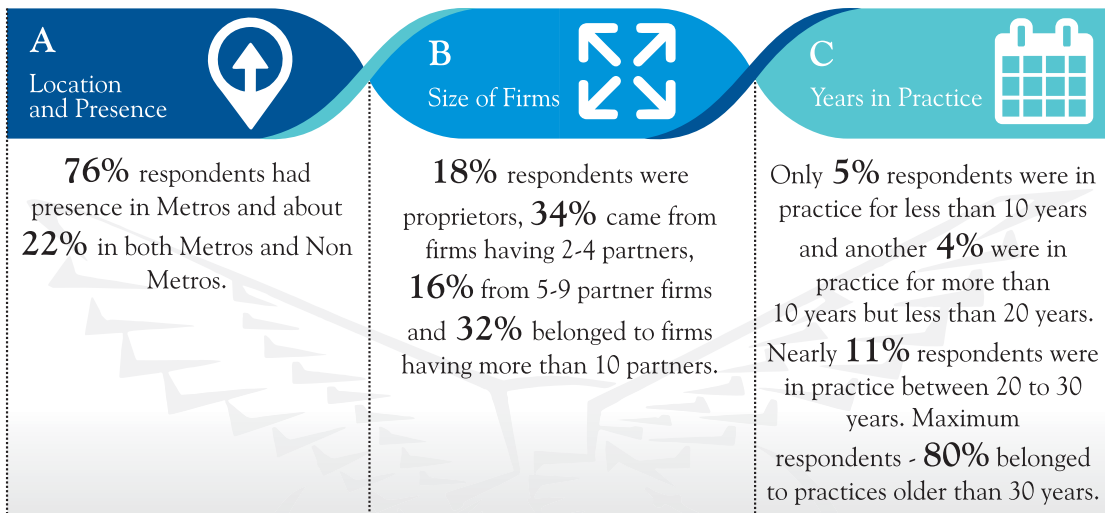 A
Location
and Presence
76% respondents had
presence in Metros and about
22% in both Metros and Non
Metros.
B
Size of Firms
18% respondents were
proprietors, 34% came from
firms having 2-4 partners,
16% from 5-9 partner firms
and 32% belonged to firms
having more than 10 partners.
C
Years in Practice
Only 5% respondents were in
practice for less than 10 years
and another 4% were in
practice for more than
10 years but less than 20 years.
Nearly 11% respondents were
in practice between 20 to 30
years. Maximum
respondents - 80% belonged
to practices older than 30 years.